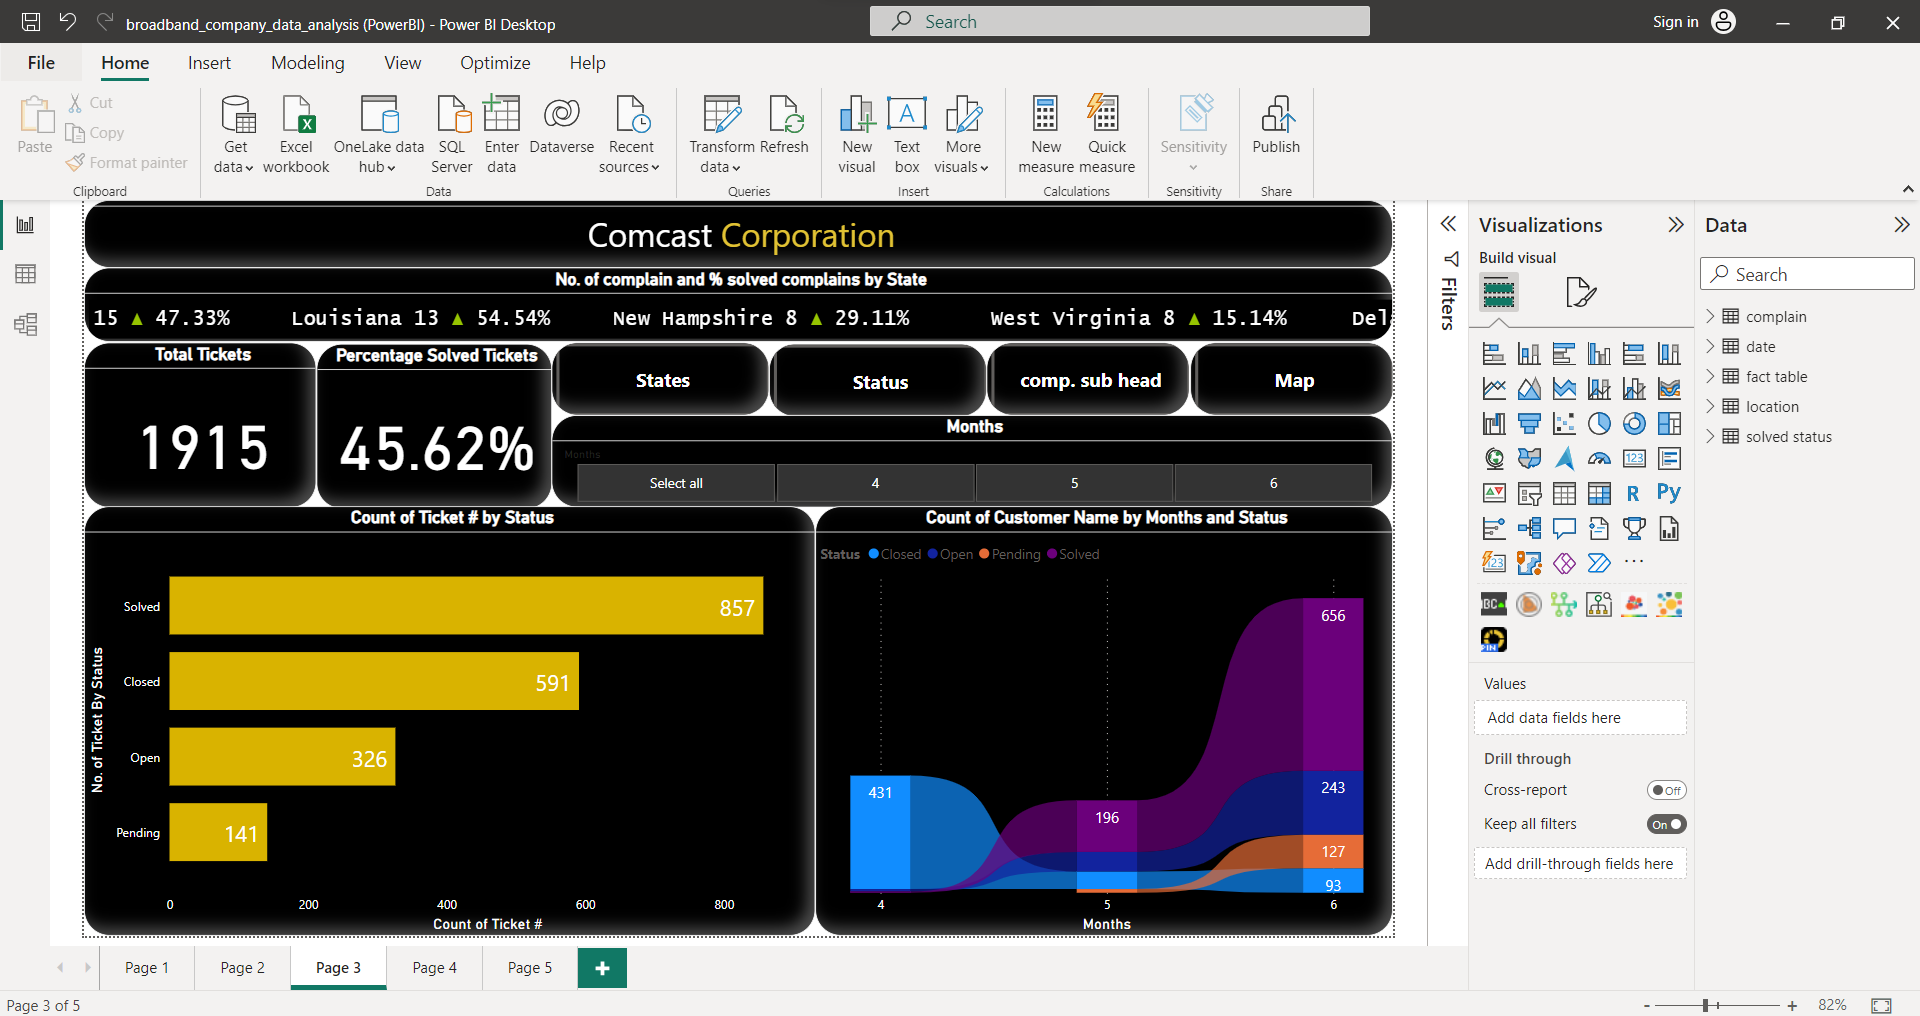 broadband_company_data_analysis (PowerBI) - Power BI Desktop
Search
Sign in
File Home Insert Modeling View Optimize Help
Paste
Cut
Copy
Format painter
Clipboard
Get data
Excel workbook
OneLake data hub
SQL Server
Enter data
Dataverse
Recent sources
Data
Transform data
Refresh
Queries
New visual
Text box
More visuals
Insert
New measure
Quick measure
Calculations
Sensitivity
Sensitivity
Publish
Share
Comcast Corporation
No. of complain and % solved complains by State
15 ▲ 47.33% Louisiana 13 ▲ 54.54% New Hampshire 8 ▲ 29.11% West Virginia 8 ▲ 15.14% Del
Total Tickets
1915
Percentage Solved Tickets
45.62%
States
Status
comp. sub head
Map
Months
Months
Select all 4 5 6
Count of Ticket # by Status
No. of Ticket By Status
Solved 857
Closed 591
Open 326
Pending 141
0 200 400 600 800
Count of Ticket #
Count of Customer Name by Months and Status
Status Closed Open Pending Solved
431
196
656
243
127
93
4 5 6
Months
Filters
Visualizations
Build visual
123
R
Py
123
PIN
Values
Add data fields here
Drill through
Cross-report
Off
Keep all filters
On
Add drill-through fields here
Data
Search
complain
date
fact table
location
solved status
Page 1 Page 2 Page 3 Page 4 Page 5
Page 3 of 5
- + 82%